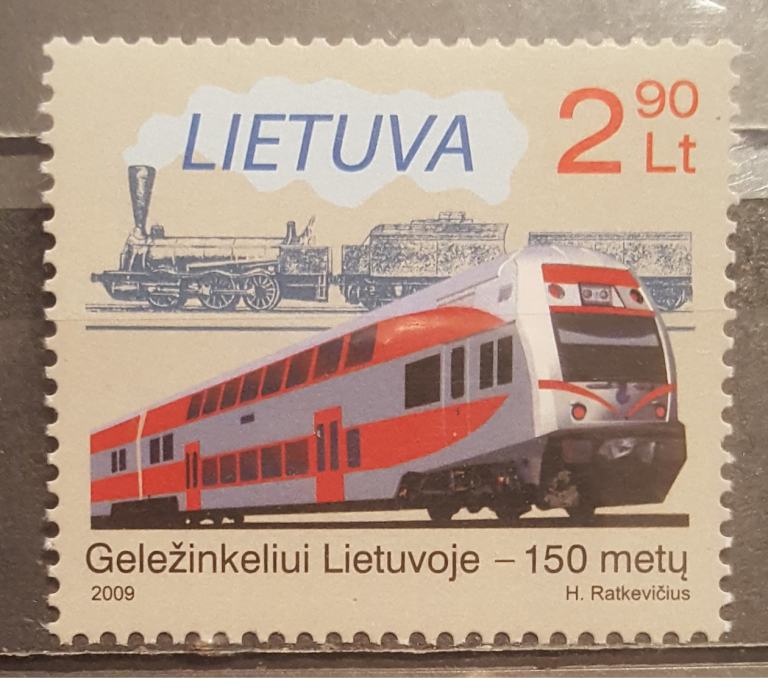 LIETUVA
2 90
Lt
Geležinkeliui Lietuvoje – 150 metų
2009
H. Ratkevičius